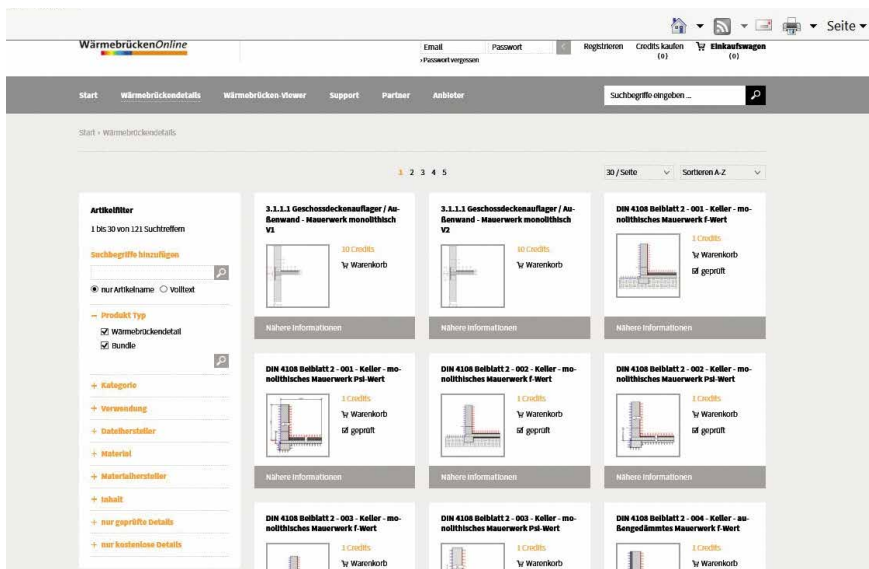 Seite
WärmebrückenOnline
Email Passwort < Registrieren Credits kaufen Einkaufswagen
› Passwort vergessen (0) (0)
Start Wärmebrückendetails Wärmebrücken-Viewer Support Partner Anbieter Suchbegriffe eingeben ...
Start › Wärmebrückendetails
1 2 3 4 5 30 / Seite Sortieren A-Z
Artikelfilter
1 bis 30 von 121 Suchtreffern
Suchbegriffe hinzufügen
nur Artikelname Volltext
– Produkt Typ
Wärmebrückendetail
Bundle
+ Kategorie
+ Verwendung
+ Dateihersteller
+ Material
+ Materialhersteller
+ Inhalt
+ nur geprüfte Details
+ nur kostenlose Details
3.1.1.1 Geschossdeckenauflager / Au-
ßenwand - Mauerwerk monolithisch
V1
10 Credits
Warenkorb
Nähere Informationen
3.1.1.1 Geschossdeckenauflager / Au-
ßenwand - Mauerwerk monolithisch
V2
10 Credits
Warenkorb
Nähere Informationen
DIN 4108 Beiblatt 2 - 001 - Keller - mo-
nolithisches Mauerwerk f-Wert
1 Credits
Warenkorb
geprüft
Nähere Informationen
DIN 4108 Beiblatt 2 - 001 - Keller - mo-
nolithisches Mauerwerk Psi-Wert
1 Credits
Warenkorb
geprüft
Nähere Informationen
DIN 4108 Beiblatt 2 - 002 - Keller - mo-
nolithisches Mauerwerk f-Wert
1 Credits
Warenkorb
geprüft
Nähere Informationen
DIN 4108 Beiblatt 2 - 002 - Keller - mo-
nolithisches Mauerwerk Psi-Wert
1 Credits
Warenkorb
geprüft
Nähere Informationen
DIN 4108 Beiblatt 2 - 003 - Keller - mo-
nolithisches Mauerwerk f-Wert
1 Credits
Warenkorb
DIN 4108 Beiblatt 2 - 003 - Keller - mo-
nolithisches Mauerwerk Psi-Wert
1 Credits
Warenkorb
DIN 4108 Beiblatt 2 - 004 - Keller - au-
ßengedämmtes Mauerwerk f-Wert
1 Credits
Warenkorb